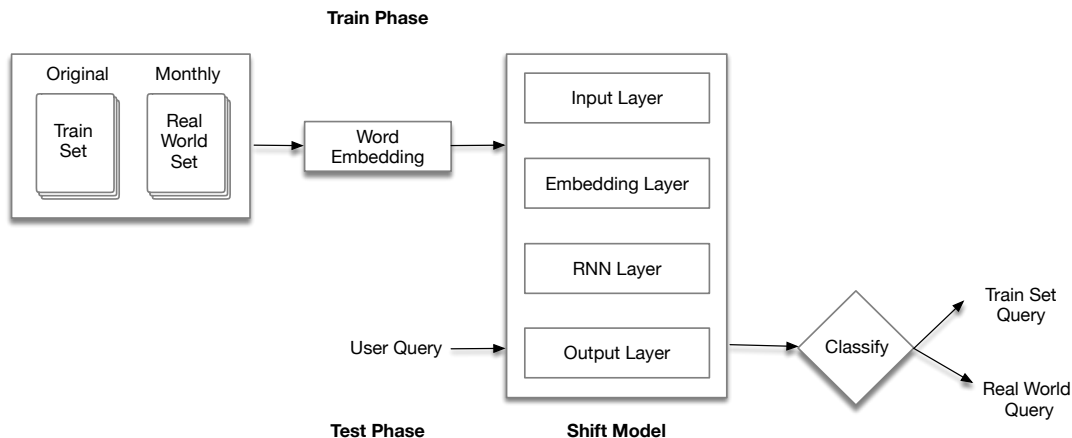 Train Phase
Original
Monthly
Train
Set
Real
World
Set
Word
Embedding
Input Layer
Embedding Layer
RNN Layer
Output Layer
User Query
Classify
Train Set
Query
Real World
Query
Test Phase
Shift Model